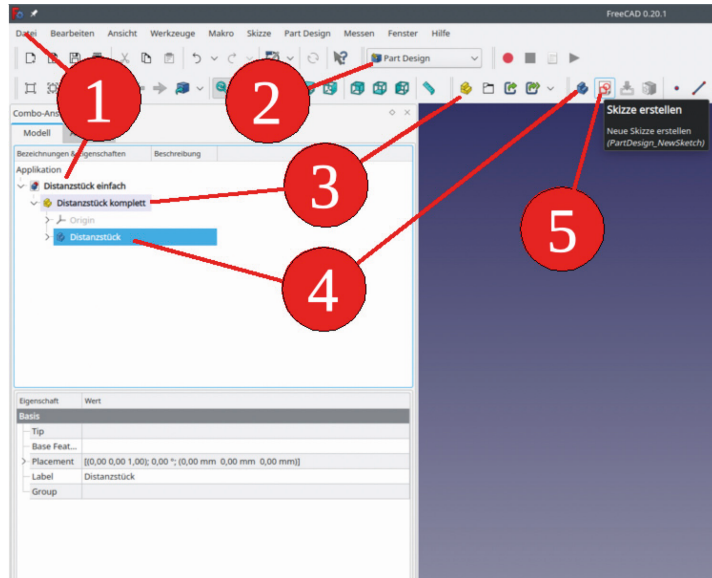 FreeCAD 0.20.1
Datei Bearbeiten Ansicht Werkzeuge Makro Skizze Part Design Messen Fenster Hilfe
Part Design
1
2
3
4
5
Skizze erstellen
Neue Skizze erstellen
(PartDesign_NewSketch)
Modell
Bezeichnungen & Beschreibung
Applikation
Distanzstück einfach
Distanzstück komplett
Origin
Distanzstück
Eigenschaft Wert
Basis
Tip
Base Feat...
Placement [(0,00 0,00 1,00); 0,00 °; (0,00 mm 0,00 mm 0,00 mm)]
Label Distanzstück
Group